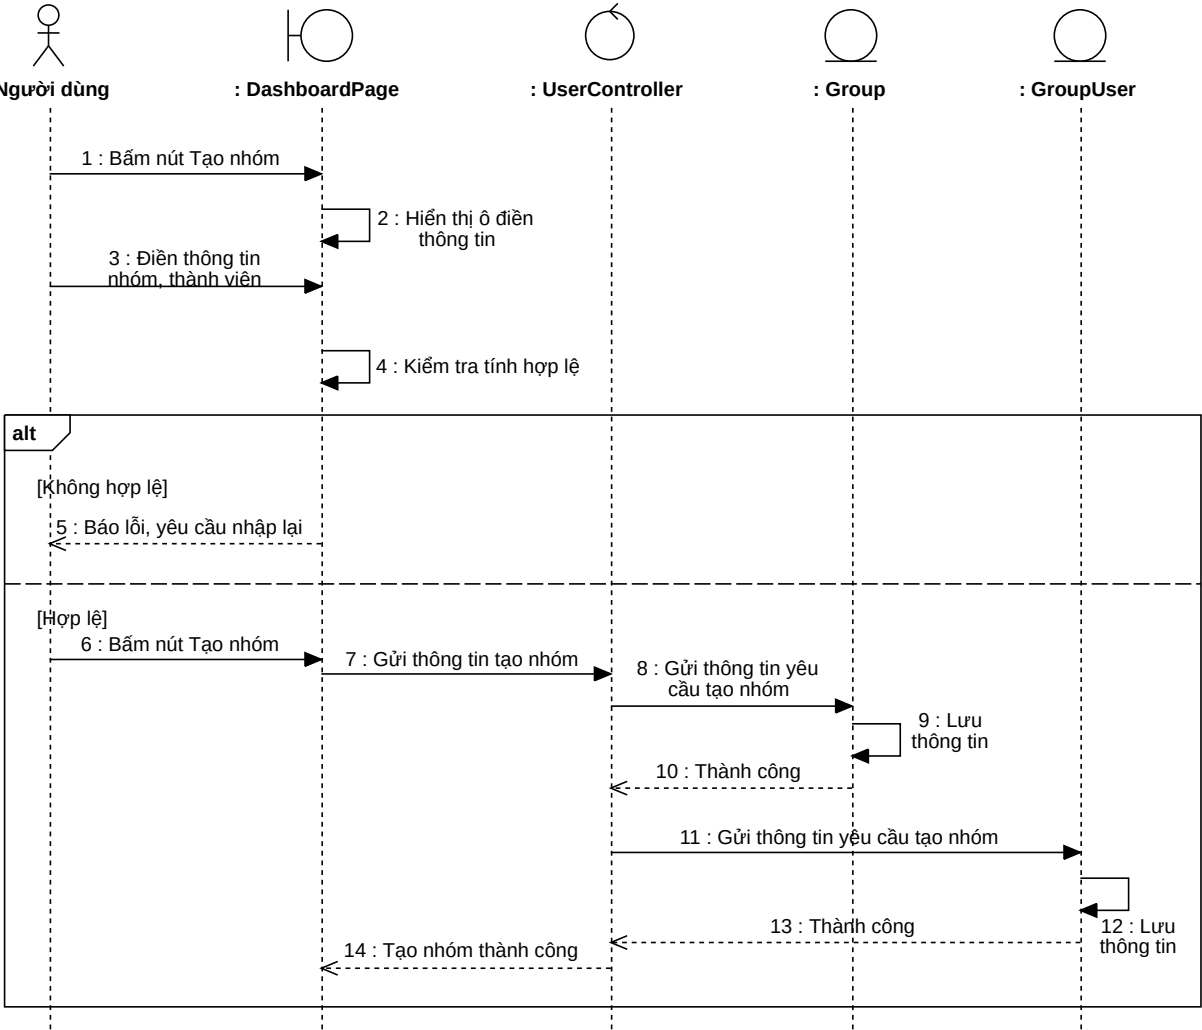 Người dùng
: DashboardPage
: UserController
: Group
: GroupUser
1 : Bấm nút Tạo nhóm
2 : Hiển thị ô điền
thông tin
3 : Điền thông tin
nhóm, thành viên
4 : Kiểm tra tính hợp lệ
alt
[Không hợp lệ]
5 : Báo lỗi, yêu cầu nhập lại
[Hợp lệ]
6 : Bấm nút Tạo nhóm
7 : Gửi thông tin tạo nhóm
8 : Gửi thông tin yêu
cầu tạo nhóm
9 : Lưu
thông tin
10 : Thành công
11 : Gửi thông tin yêu cầu tạo nhóm
12 : Lưu
thông tin
13 : Thành công
14 : Tạo nhóm thành công